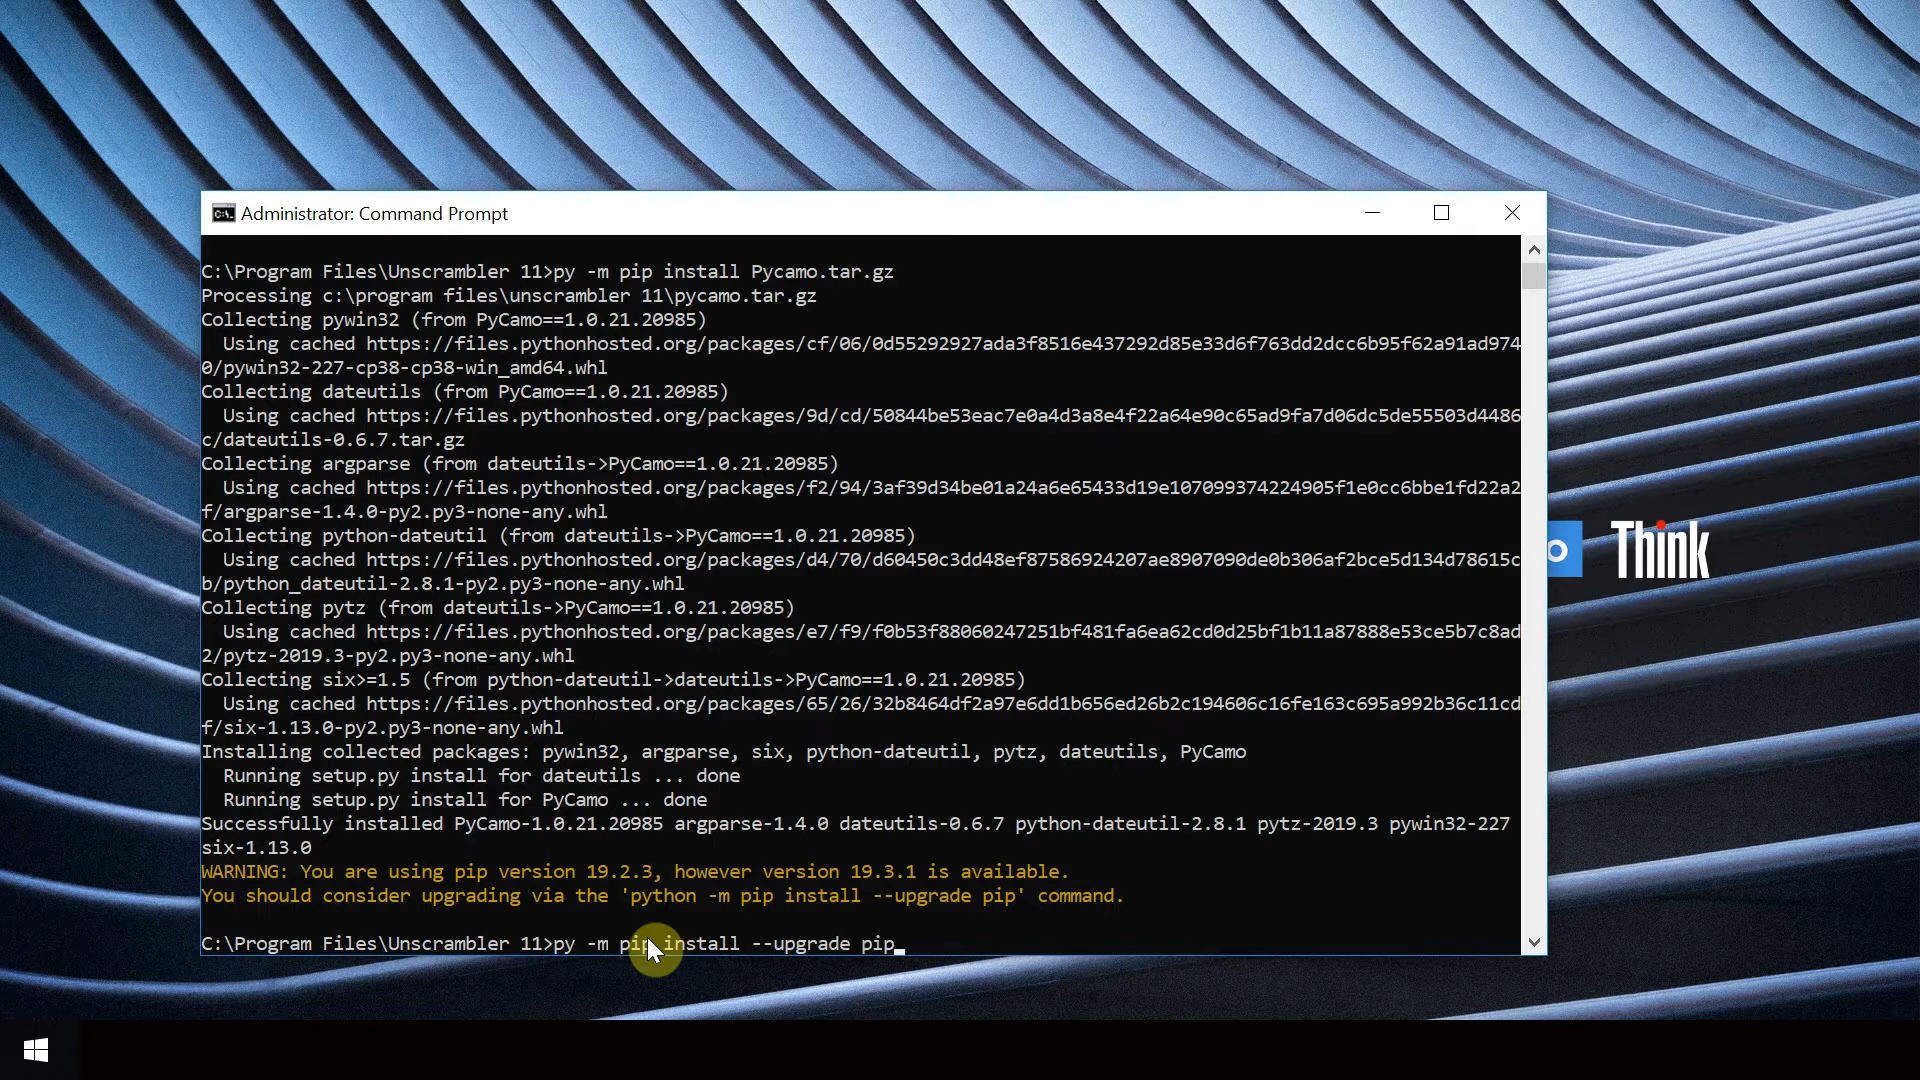 Administrator: Command Prompt
C:\Program Files\Unscrambler 11>py -m pip install Pycamo.tar.gz
Processing c:\program files\unscrambler 11\pycamo.tar.gz
Collecting pywin32 (from PyCamo==1.0.21.20985)
  Using cached https://files.pythonhosted.org/packages/cf/06/0d55292927ada3f8516e437292d85e33d6f763dd2dcc6b95f62a91ad974
0/pywin32-227-cp38-cp38-win_amd64.whl
Collecting dateutils (from PyCamo==1.0.21.20985)
  Using cached https://files.pythonhosted.org/packages/9d/cd/50844be53eac7e0a4d3a8e4f22a64e90c65ad9fa7d06dc5de55503d4486
c/dateutils-0.6.7.tar.gz
Collecting argparse (from dateutils->PyCamo==1.0.21.20985)
  Using cached https://files.pythonhosted.org/packages/f2/94/3af39d34be01a24a6e65433d19e107099374224905f1e0cc6bbe1fd22a2
f/argparse-1.4.0-py2.py3-none-any.whl
Collecting python-dateutil (from dateutils->PyCamo==1.0.21.20985)
  Using cached https://files.pythonhosted.org/packages/d4/70/d60450c3dd48ef87586924207ae8907090de0b306af2bce5d134d78615c
b/python_dateutil-2.8.1-py2.py3-none-any.whl
Collecting pytz (from dateutils->PyCamo==1.0.21.20985)
  Using cached https://files.pythonhosted.org/packages/e7/f9/f0b53f88060247251bf481fa6ea62cd0d25bf1b11a87888e53ce5b7c8ad
2/pytz-2019.3-py2.py3-none-any.whl
Collecting six>=1.5 (from python-dateutil->dateutils->PyCamo==1.0.21.20985)
  Using cached https://files.pythonhosted.org/packages/65/26/32b8464df2a97e6dd1b656ed26b2c194606c16fe163c695a992b36c11cd
f/six-1.13.0-py2.py3-none-any.whl
Installing collected packages: pywin32, argparse, six, python-dateutil, pytz, dateutils, PyCamo
  Running setup.py install for dateutils ... done
  Running setup.py install for PyCamo ... done
Successfully installed PyCamo-1.0.21.20985 argparse-1.4.0 dateutils-0.6.7 python-dateutil-2.8.1 pytz-2019.3 pywin32-227
six-1.13.0
WARNING: You are using pip version 19.2.3, however version 19.3.1 is available.
You should consider upgrading via the 'python -m pip install --upgrade pip' command.
C:\Program Files\Unscrambler 11>py -m pip install --upgrade pip
o Think